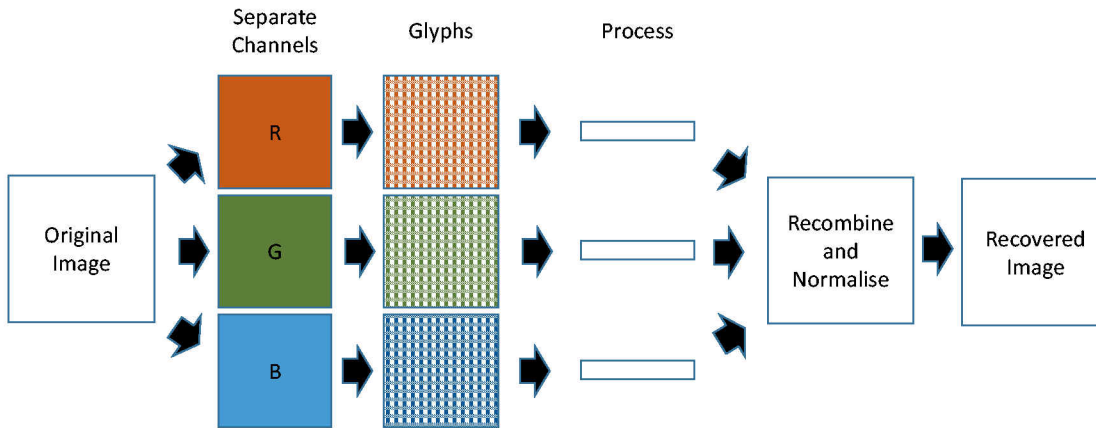 Separate
Channels
Glyphs
Process
R
G
B
Original
Image
Recombine
and
Normalise
Recovered
Image